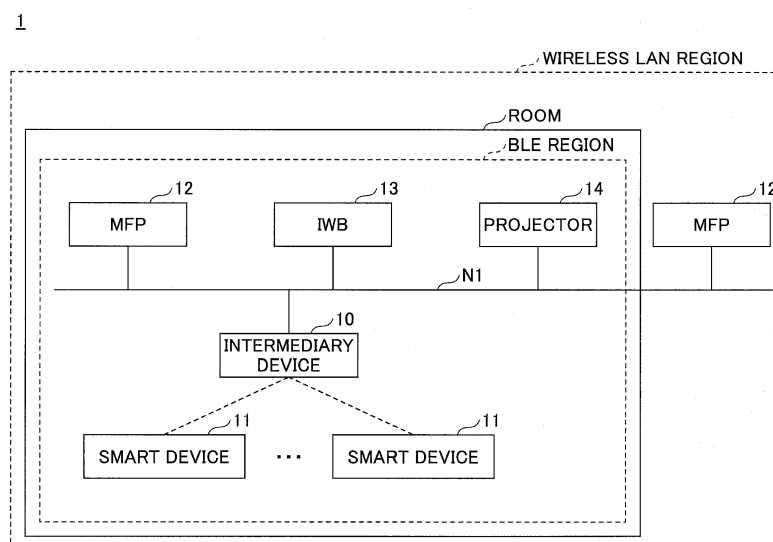 1
WIRELESS LAN REGION
ROOM
BLE REGION
12
13
14
12
MFP
IWB
PROJECTOR
MFP
N1
10
INTERMEDIARY
DEVICE
11
11
SMART DEVICE
...
SMART DEVICE